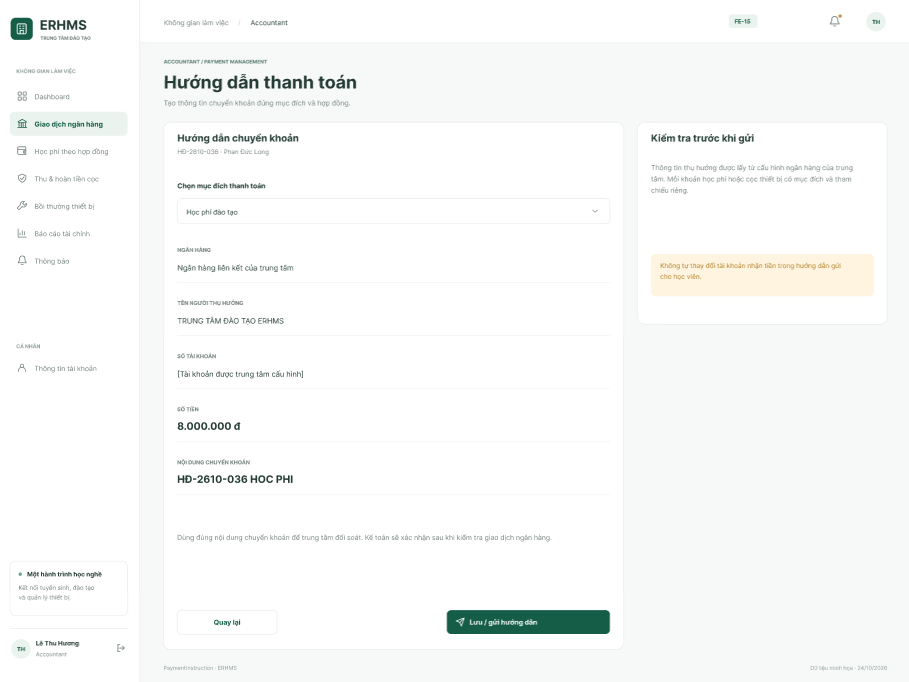 ERHMS
TRUNG TÂM ĐÀO TẠO
KHÔNG GIAN LÀM VIỆC
Dashboard
Giao dịch ngân hàng
Học phí theo hợp đồng
Thu & hoàn tiền cọc
Bồi thường thiết bị
Báo cáo tài chính
Thông báo
CÁ NHÂN
Thông tin tài khoản
Một hành trình học nghề
Kết nối tuyển sinh, đào tạo
và quản lý thiết bị.
TH
Lê Thu Hương
Accountant
Không gian làm việc / Accountant
FE-15
TH
ACCOUNTANT / PAYMENT MANAGEMENT
Hướng dẫn thanh toán
Tạo thông tin chuyển khoản đúng mục đích và hợp đồng.
Hướng dẫn chuyển khoản
HĐ-2610-036 · Phan Đức Long
Chọn mục đích thanh toán
Học phí đào tạo
NGÂN HÀNG
Ngân hàng liên kết của trung tâm
TÊN NGƯỜI THỤ HƯỞNG
TRUNG TÂM ĐÀO TẠO ERHMS
SỐ TÀI KHOẢN
[Tài khoản được trung tâm cấu hình]
SỐ TIỀN
8.000.000 đ
NỘI DUNG CHUYỂN KHOẢN
HĐ-2610-036 HOC PHI
Dùng đúng nội dung chuyển khoản để trung tâm đối soát. Kế toán sẽ xác nhận sau khi kiểm tra giao dịch ngân hàng.
Quay lại
Lưu / gửi hướng dẫn
Kiểm tra trước khi gửi
Thông tin thụ hưởng được lấy từ cấu hình ngân hàng của trung
tâm. Mỗi khoản học phí hoặc cọc thiết bị có mục đích và tham
chiếu riêng.
Không tự thay đổi tài khoản nhận tiền trong hướng dẫn gửi
cho học viên.
PaymentInstruction · ERHMS
Dữ liệu minh họa · 24/10/2026